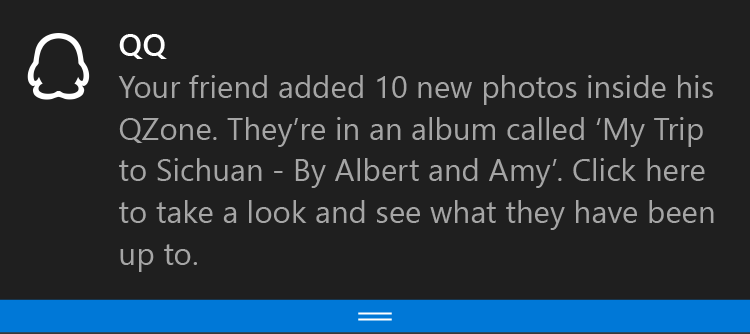 QQ
Your friend added 10 new photos inside his
QZone. They’re in an album called ‘My Trip
to Sichuan - By Albert and Amy’. Click here
to take a look and see what they have been
up to.